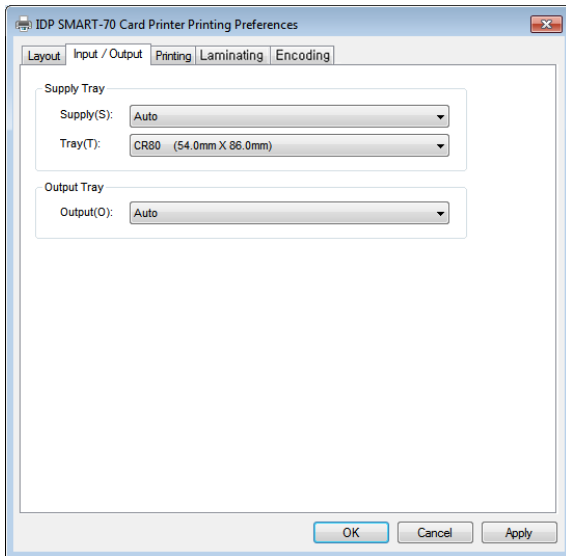 IDP SMART-70 Card Printer Printing Preferences
Layout Input / Output Printing Laminating Encoding
Supply Tray
Supply(S): Auto
Tray(T): CR80 (54.0mm X 86.0mm)
Output Tray
Output(O): Auto
OK Cancel Apply